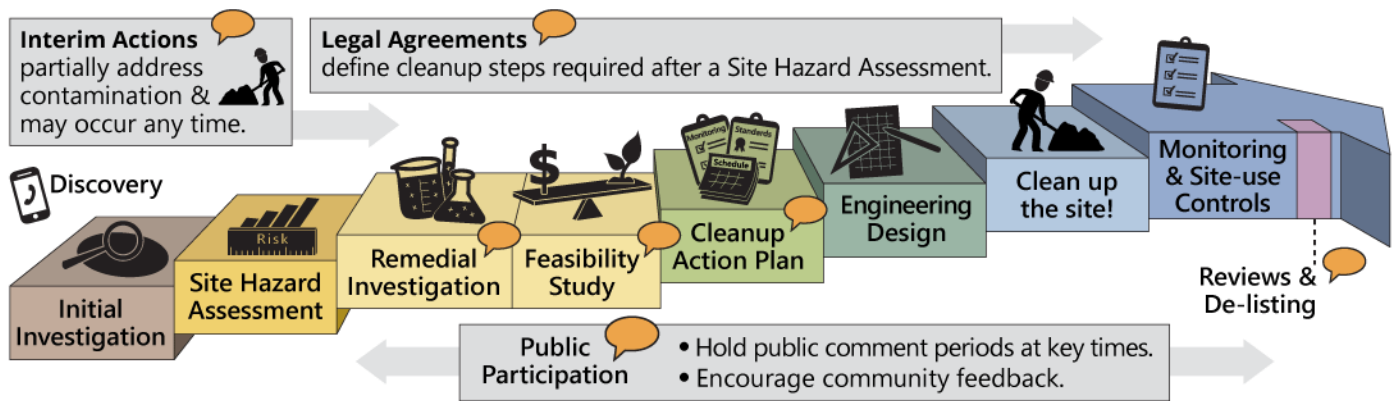 Interim Actions
partially address
contamination &
may occur any time.
Legal Agreements
define cleanup steps required after a Site Hazard Assessment.
Discovery
Initial
Investigation
Risk
Site Hazard
Assessment
Remedial
Investigation
$
Feasibility
Study
Monitoring
Standards
Schedule
Cleanup
Action Plan
Engineering
Design
Clean up
the site!
Monitoring
& Site-use
Controls
Reviews &
De-listing
Public
Participation
• Hold public comment periods at key times.
• Encourage community feedback.